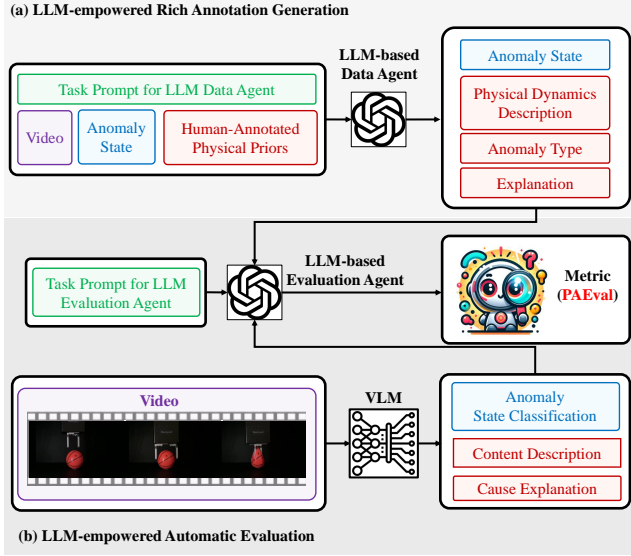 (a) LLM-empowered Rich Annotation Generation
Task Prompt for LLM Data Agent
Video
Anomaly
State
Human-Annotated
Physical Priors
LLM-based
Data Agent
Anomaly State
Physical Dynamics
Description
Anomaly Type
Explanation
Task Prompt for LLM
Evaluation Agent
LLM-based
Evaluation Agent
Metric
(PAEval)
Video
VLM
Anomaly
State Classification
Content Description
Cause Explanation
(b) LLM-empowered Automatic Evaluation